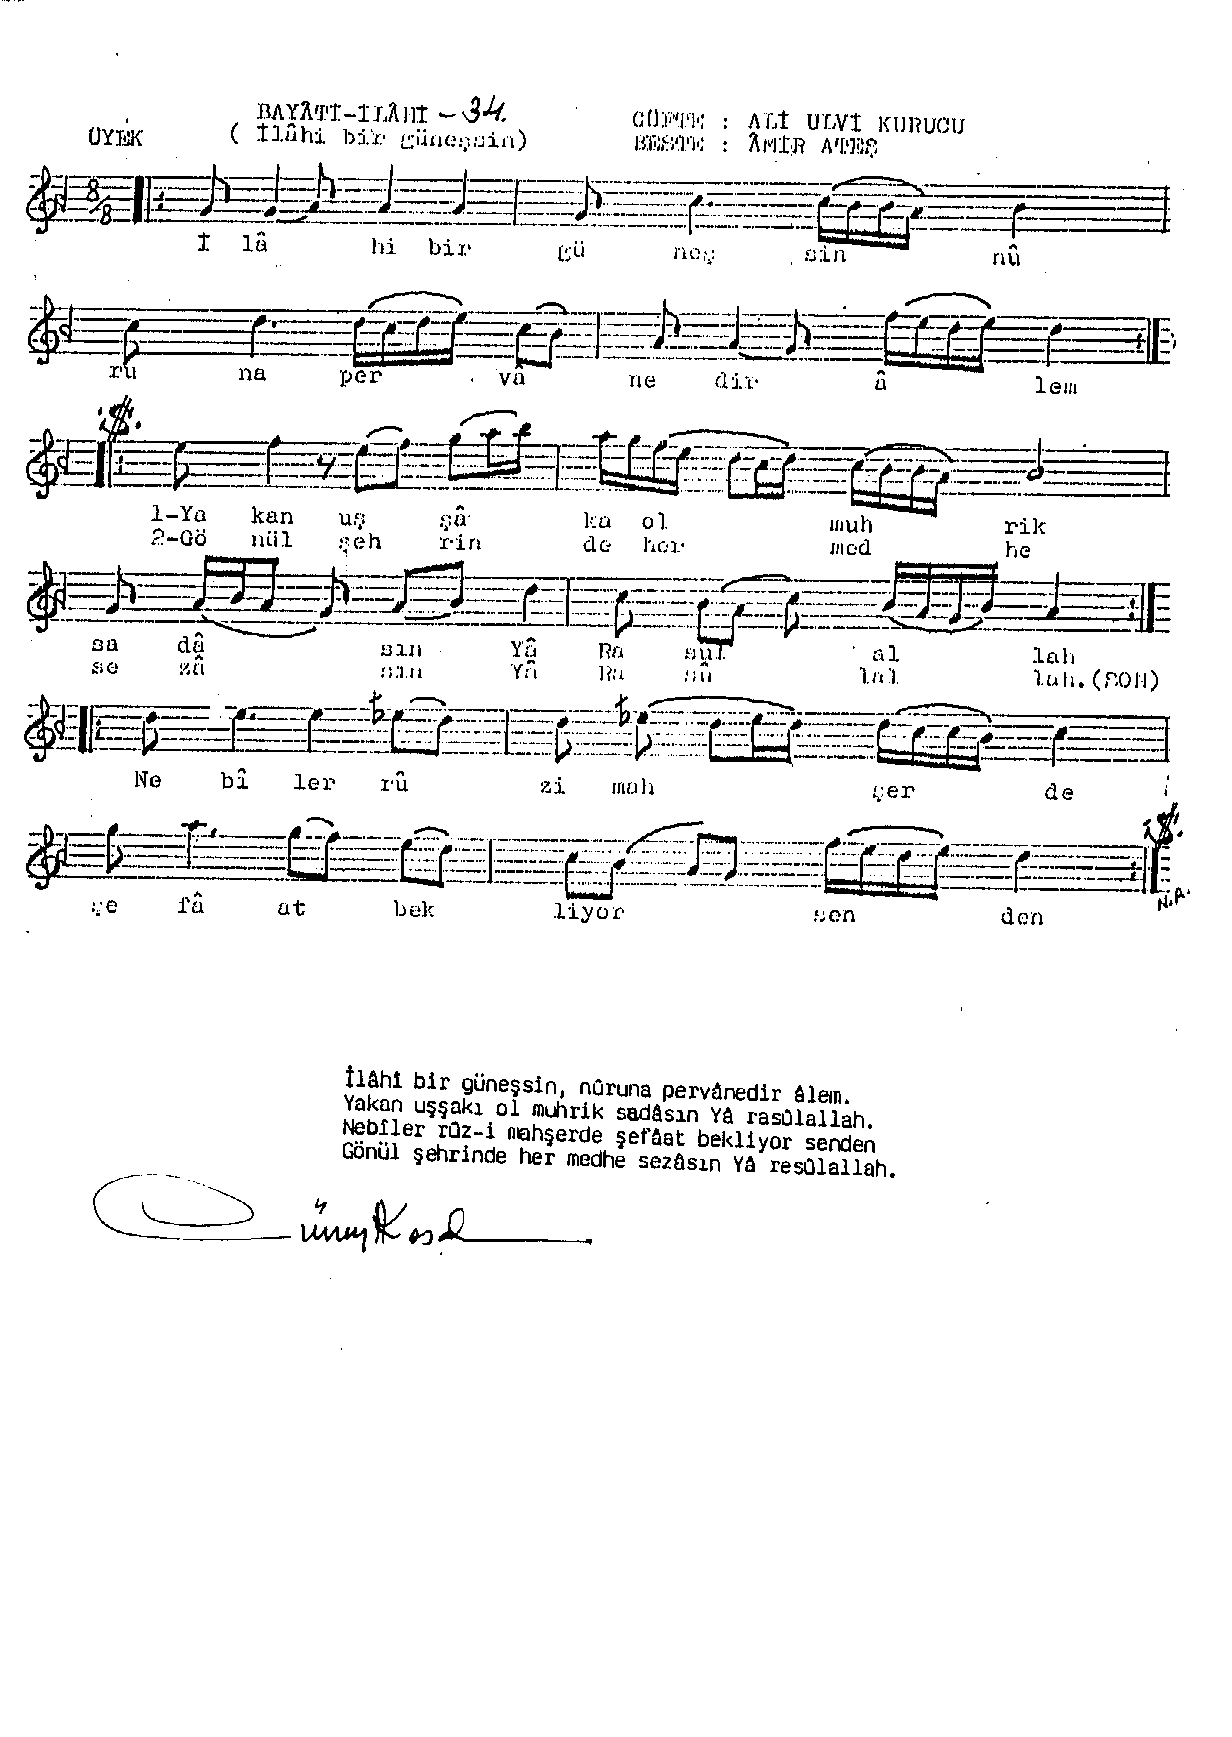 BAYÂTİ-İLÂHİ - 34.
ÜYEK
( İlâhi bir güneşsin)
GÜFTE : ALİ ULVİ KURUCU
BESTE : ÂMİR ATEŞ
8/8
İ lâ hi bir gü neş sin nû
ru na per vâ ne dir â lem
1-Ya kan uş şâ ka ol muh rik
2-Gö nül şeh rin de her med he
sa dâ sın Yâ Ra sul al lah
se zâ sın Yâ Ra sû lal lah.(SON)
Ne bî ler rû zi mah şer de
şe fâ at bek liyor sen den
N.A.
İlâhî bir güneşsin, nûruna pervânedir âlem.
Yakan uşşakı ol muhrik sadâsın Yâ rasûlallah.
Nebîler rûz-i mahşerde şefâat bekliyor senden
Gönül şehrinde her medhe sezâsın Yâ resûlallah.